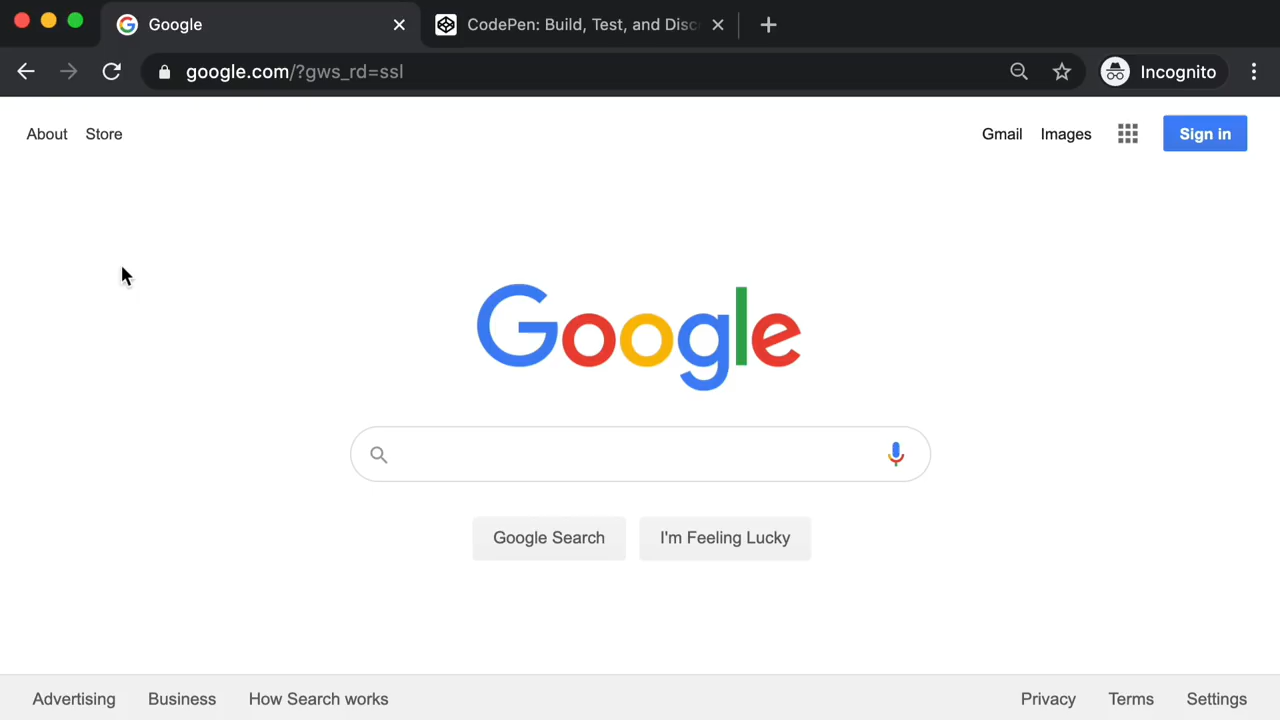 Google
CodePen: Build, Test, and Disc
google.com/?gws_rd=ssl
Incognito
About Store
Gmail Images
Sign in
Google
Google Search
I'm Feeling Lucky
Advertising Business How Search works
Privacy Terms Settings